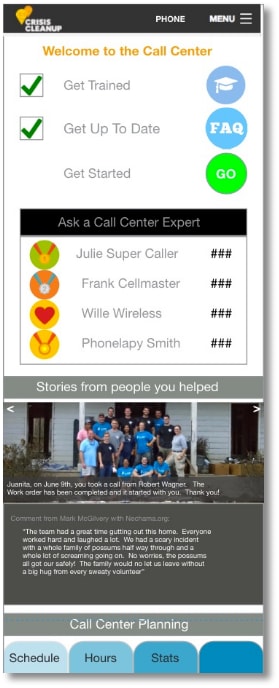 CRISIS
CLEANUP
PHONE
MENU
Welcome to the Call Center
Get Trained
Get Up To Date
FAQ
Get Started
GO
Ask a Call Center Expert
Julie Super Caller ###
Frank Cellmaster ###
Wille Wireless ###
Phonelapy Smith ###
Stories from people you helped
< >
Juanita, on June 9th, you took a call from Robert Wagner. The
Work order has been completed and it started with you. Thank you!
Comment from Mark McGilvery with Nechama.org:
"The team had a great time gutting out this home. Everyone
worked hard and laughed a lot. We had a scary incident
with a whole family of possums half way through and a
whole lot of screaming going on. No worries, the possums
all got our safely! The family would no let us leave without
a big hug from every sweaty volunteer"
Call Center Planning
Schedule Hours Stats